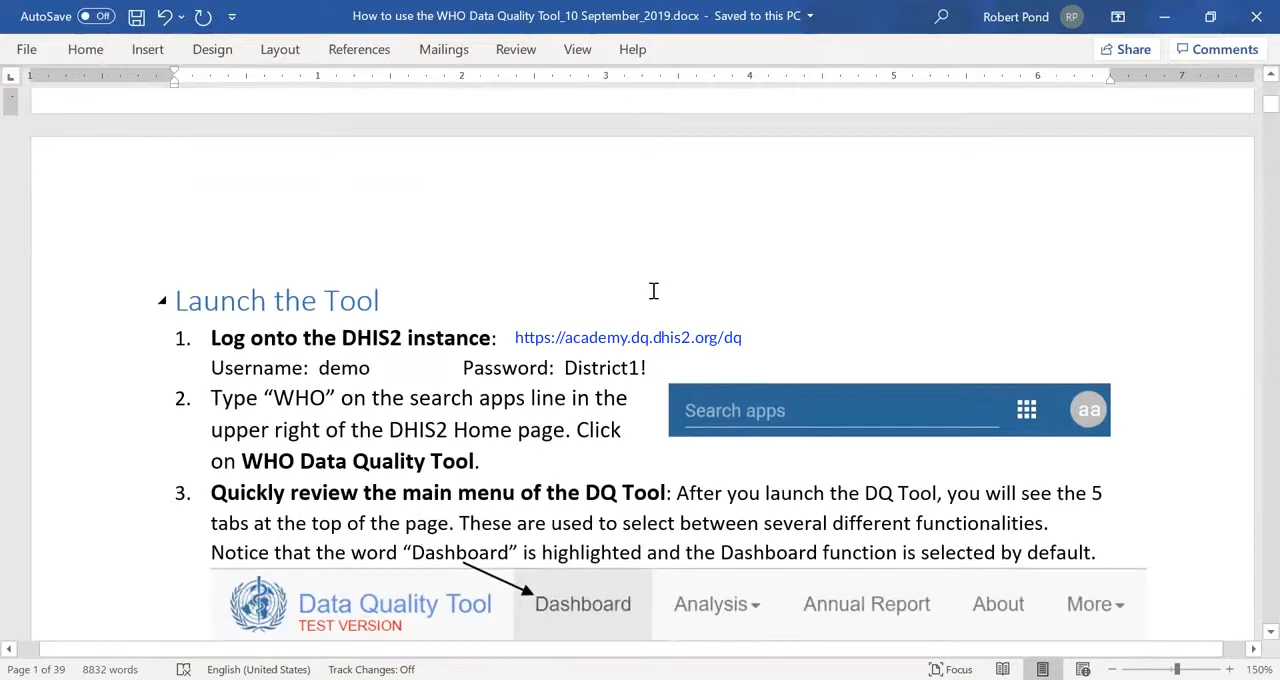 AutoSave Off How to use the WHO Data Quality Tool_10 September_2019.docx - Saved to this PC Robert Pond RP
File Home Insert Design Layout References Mailings Review View Help Share Comments
1 1 2 3 4 5 6 7
Launch the Tool
1. Log onto the DHIS2 instance: https://academy.dq.dhis2.org/dq
Username: demo Password: District1!
2. Type “WHO” on the search apps line in the
upper right of the DHIS2 Home page. Click
on WHO Data Quality Tool.
Search apps aa
3. Quickly review the main menu of the DQ Tool: After you launch the DQ Tool, you will see the 5
tabs at the top of the page. These are used to select between several different functionalities.
Notice that the word “Dashboard” is highlighted and the Dashboard function is selected by default.
Data Quality Tool Dashboard Analysis Annual Report About More
TEST VERSION
Page 1 of 39 8832 words English (United States) Track Changes: Off Focus 150%